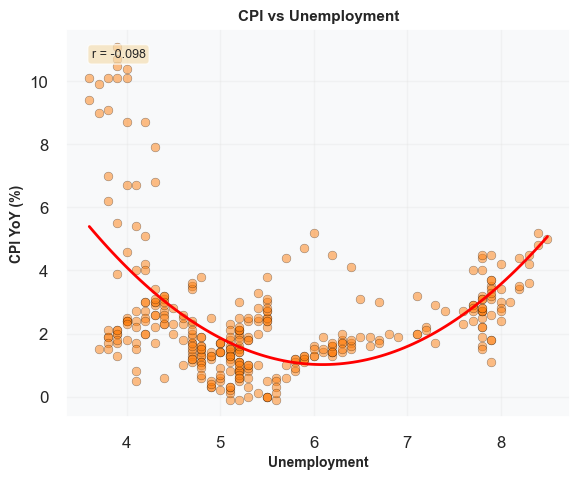 CPI vs Unemployment
r = -0.098
10
8
6
4
2
0
CPI YoY (%)
4 5 6 7 8
Unemployment